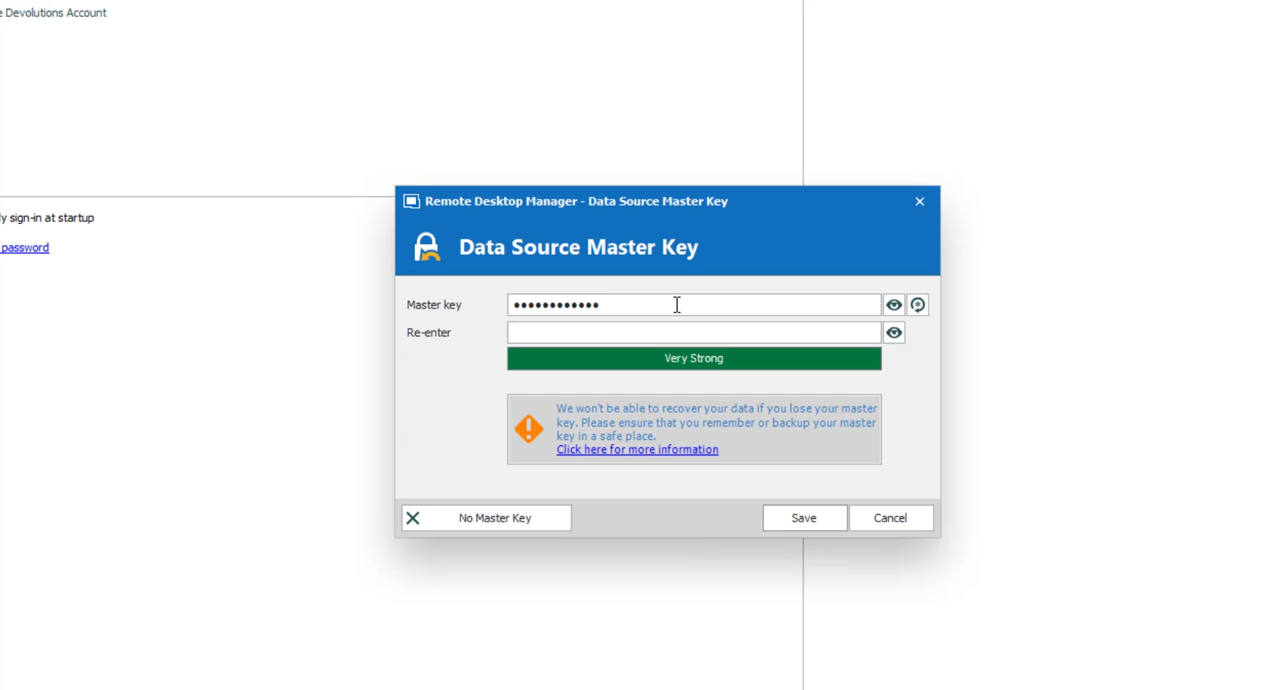 e Devolutions Account
Remote Desktop Manager - Data Source Master Key
Data Source Master Key
y sign-in at startup
password
Master key ••••••••••••
Re-enter
Very Strong
We won't be able to recover your data if you lose your master
key. Please ensure that you remember or backup your master
key in a safe place.
Click here for more information
No Master Key Save Cancel